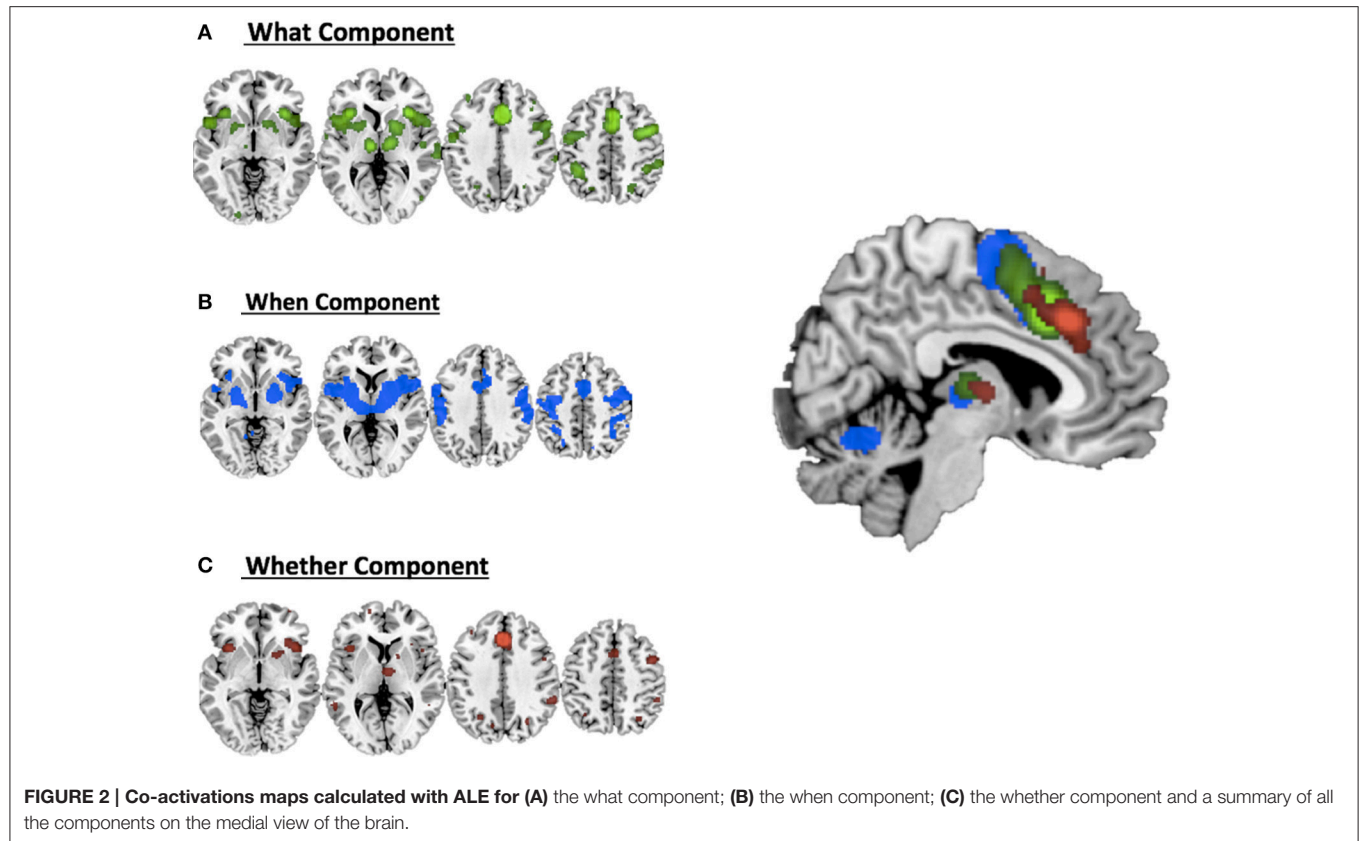 A What Component
B When Component
C Whether Component
FIGURE 2 | Co-activations maps calculated with ALE for (A) the what component; (B) the when component; (C) the whether component and a summary of all
the components on the medial view of the brain.